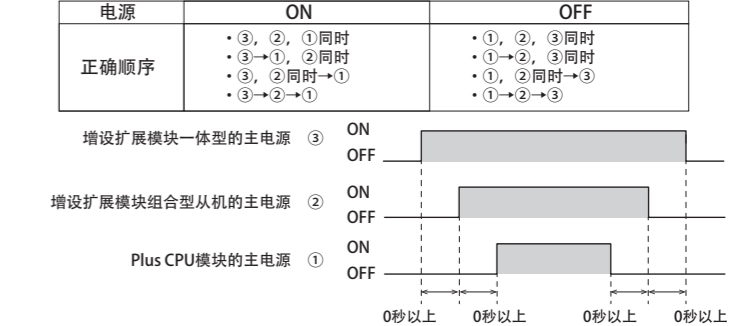 电源 ON OFF
正确顺序
・③，②，①同时
・③→①，②同时
・③，②同时→①
・③→②→①
・①，②，③同时
・①→②，③同时
・①，②同时→③
・①→②→③
增设扩展模块一体型的主电源 ③ ON
OFF
增设扩展模块组合型从机的主电源 ② ON
OFF
Plus CPU模块的主电源 ① ON
OFF
0秒以上 0秒以上 0秒以上 0秒以上